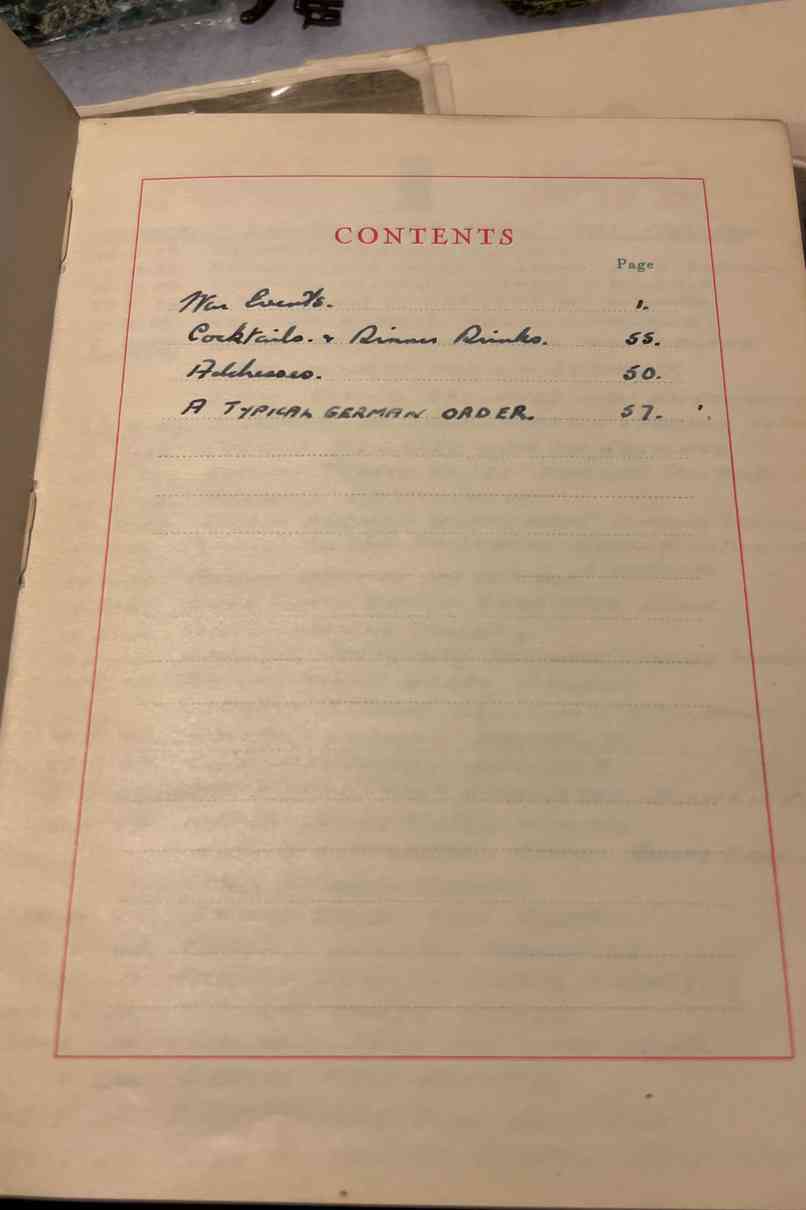 CONTENTS
Page
War Events. 1.
Cocktails. & Dinner Drinks. 55.
Addresses. 50.
A TYPICAL GERMAN ORDER. 57.